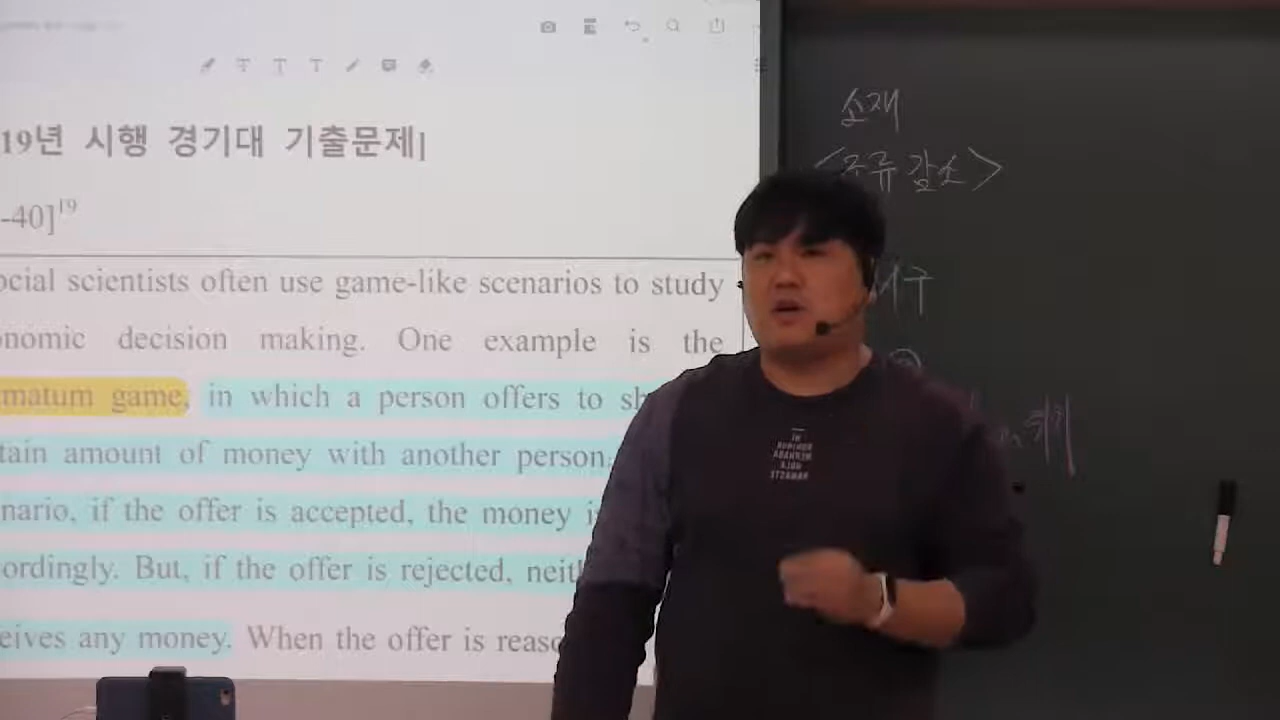 19년 시행 경기대 기출문제]
-40]19
ocial scientists often use game-like scenarios to study
nomic decision making. One example is the
matum game, in which a person offers to sh
tain amount of money with another person.
nario, if the offer is accepted, the money i
ordingly. But, if the offer is rejected, neit
eives any money. When the offer is reaso
소재
<조류 감소>